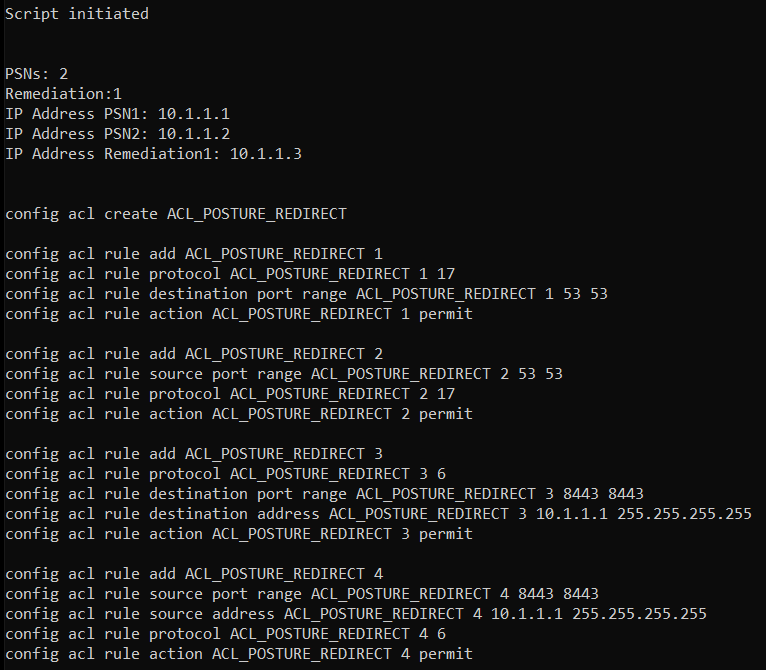 Script initiated
PSNs: 2
Remediation:1
IP Address PSN1: 10.1.1.1
IP Address PSN2: 10.1.1.2
IP Address Remediation1: 10.1.1.3
config acl create ACL_POSTURE_REDIRECT
config acl rule add ACL_POSTURE_REDIRECT 1
config acl rule protocol ACL_POSTURE_REDIRECT 1 17
config acl rule destination port range ACL_POSTURE_REDIRECT 1 53 53
config acl rule action ACL_POSTURE_REDIRECT 1 permit
config acl rule add ACL_POSTURE_REDIRECT 2
config acl rule source port range ACL_POSTURE_REDIRECT 2 53 53
config acl rule protocol ACL_POSTURE_REDIRECT 2 17
config acl rule action ACL_POSTURE_REDIRECT 2 permit
config acl rule add ACL_POSTURE_REDIRECT 3
config acl rule protocol ACL_POSTURE_REDIRECT 3 6
config acl rule destination port range ACL_POSTURE_REDIRECT 3 8443 8443
config acl rule destination address ACL_POSTURE_REDIRECT 3 10.1.1.1 255.255.255.255
config acl rule action ACL_POSTURE_REDIRECT 3 permit
config acl rule add ACL_POSTURE_REDIRECT 4
config acl rule source port range ACL_POSTURE_REDIRECT 4 8443 8443
config acl rule source address ACL_POSTURE_REDIRECT 4 10.1.1.1 255.255.255.255
config acl rule protocol ACL_POSTURE_REDIRECT 4 6
config acl rule action ACL_POSTURE_REDIRECT 4 permit